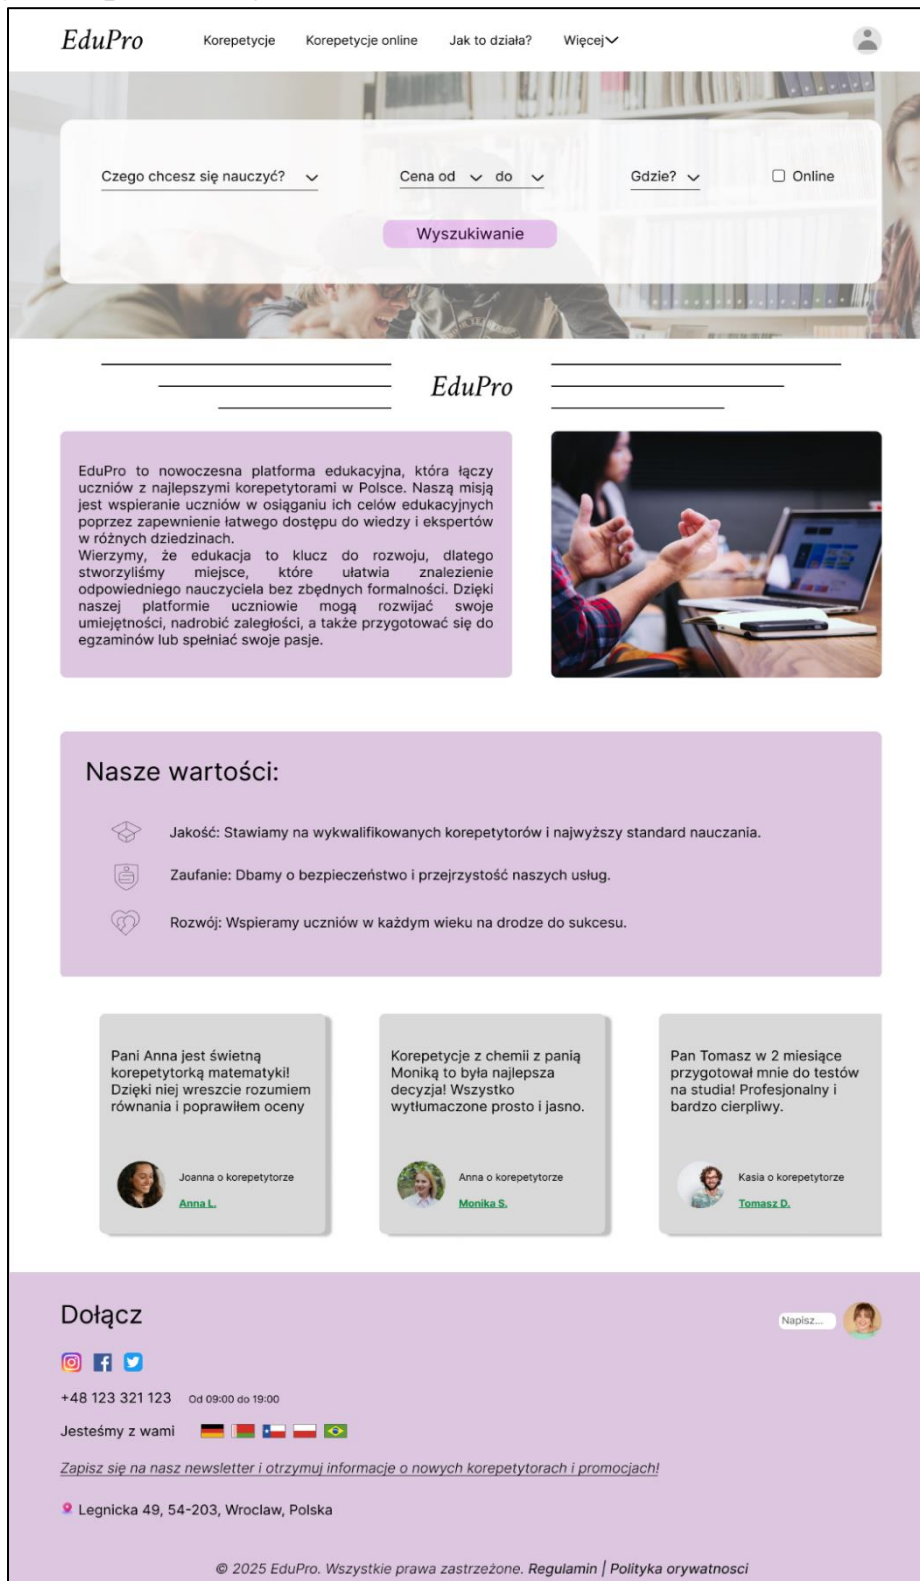 EduPro Korepetycje Korepetycje online Jak to działa? Więcej
Czego chcesz się nauczyć? Cena od do Gdzie? Online
Wyszukiwanie
EduPro
EduPro to nowoczesna platforma edukacyjna, która łączy
uczniów z najlepszymi korepetytorami w Polsce. Naszą misją
jest wspieranie uczniów w osiąganiu ich celów edukacyjnych
poprzez zapewnienie łatwego dostępu do wiedzy i ekspertów
w różnych dziedzinach.
Wierzymy, że edukacja to klucz do rozwoju, dlatego
stworzyliśmy miejsce, które ułatwia znalezienie
odpowiedniego nauczyciela bez zbędnych formalności. Dzięki
naszej platformie uczniowie mogą rozwijać swoje
umiejętności, nadrobić zaległości, a także przygotować się do
egzaminów lub spełniać swoje pasje.
Nasze wartości:
Jakość: Stawiamy na wykwalifikowanych korepetytorów i najwyższy standard nauczania.
Zaufanie: Dbamy o bezpieczeństwo i przejrzystość naszych usług.
Rozwój: Wspieramy uczniów w każdym wieku na drodze do sukcesu.
Pani Anna jest świetną
korepetytorką matematyki!
Dzięki niej wreszcie rozumiem
równania i poprawiłem oceny
Joanna o korepetytorze
Anna L.
Korepetycje z chemii z panią
Moniką to była najlepsza
decyzja! Wszystko
wytłumaczone prosto i jasno.
Anna o korepetytorze
Monika S.
Pan Tomasz w 2 miesiące
przygotował mnie do testów
na studia! Profesjonalny i
bardzo cierpliwy.
Kasia o korepetytorze
Tomasz D.
Dołącz
Napisz...
+48 123 321 123 Od 09:00 do 19:00
Jesteśmy z wami
Zapisz się na nasz newsletter i otrzymuj informacje o nowych korepetytorach i promocjach!
Legnicka 49, 54-203, Wroclaw, Polska
© 2025 EduPro. Wszystkie prawa zastrzeżone. Regulamin | Polityka orywatnosci